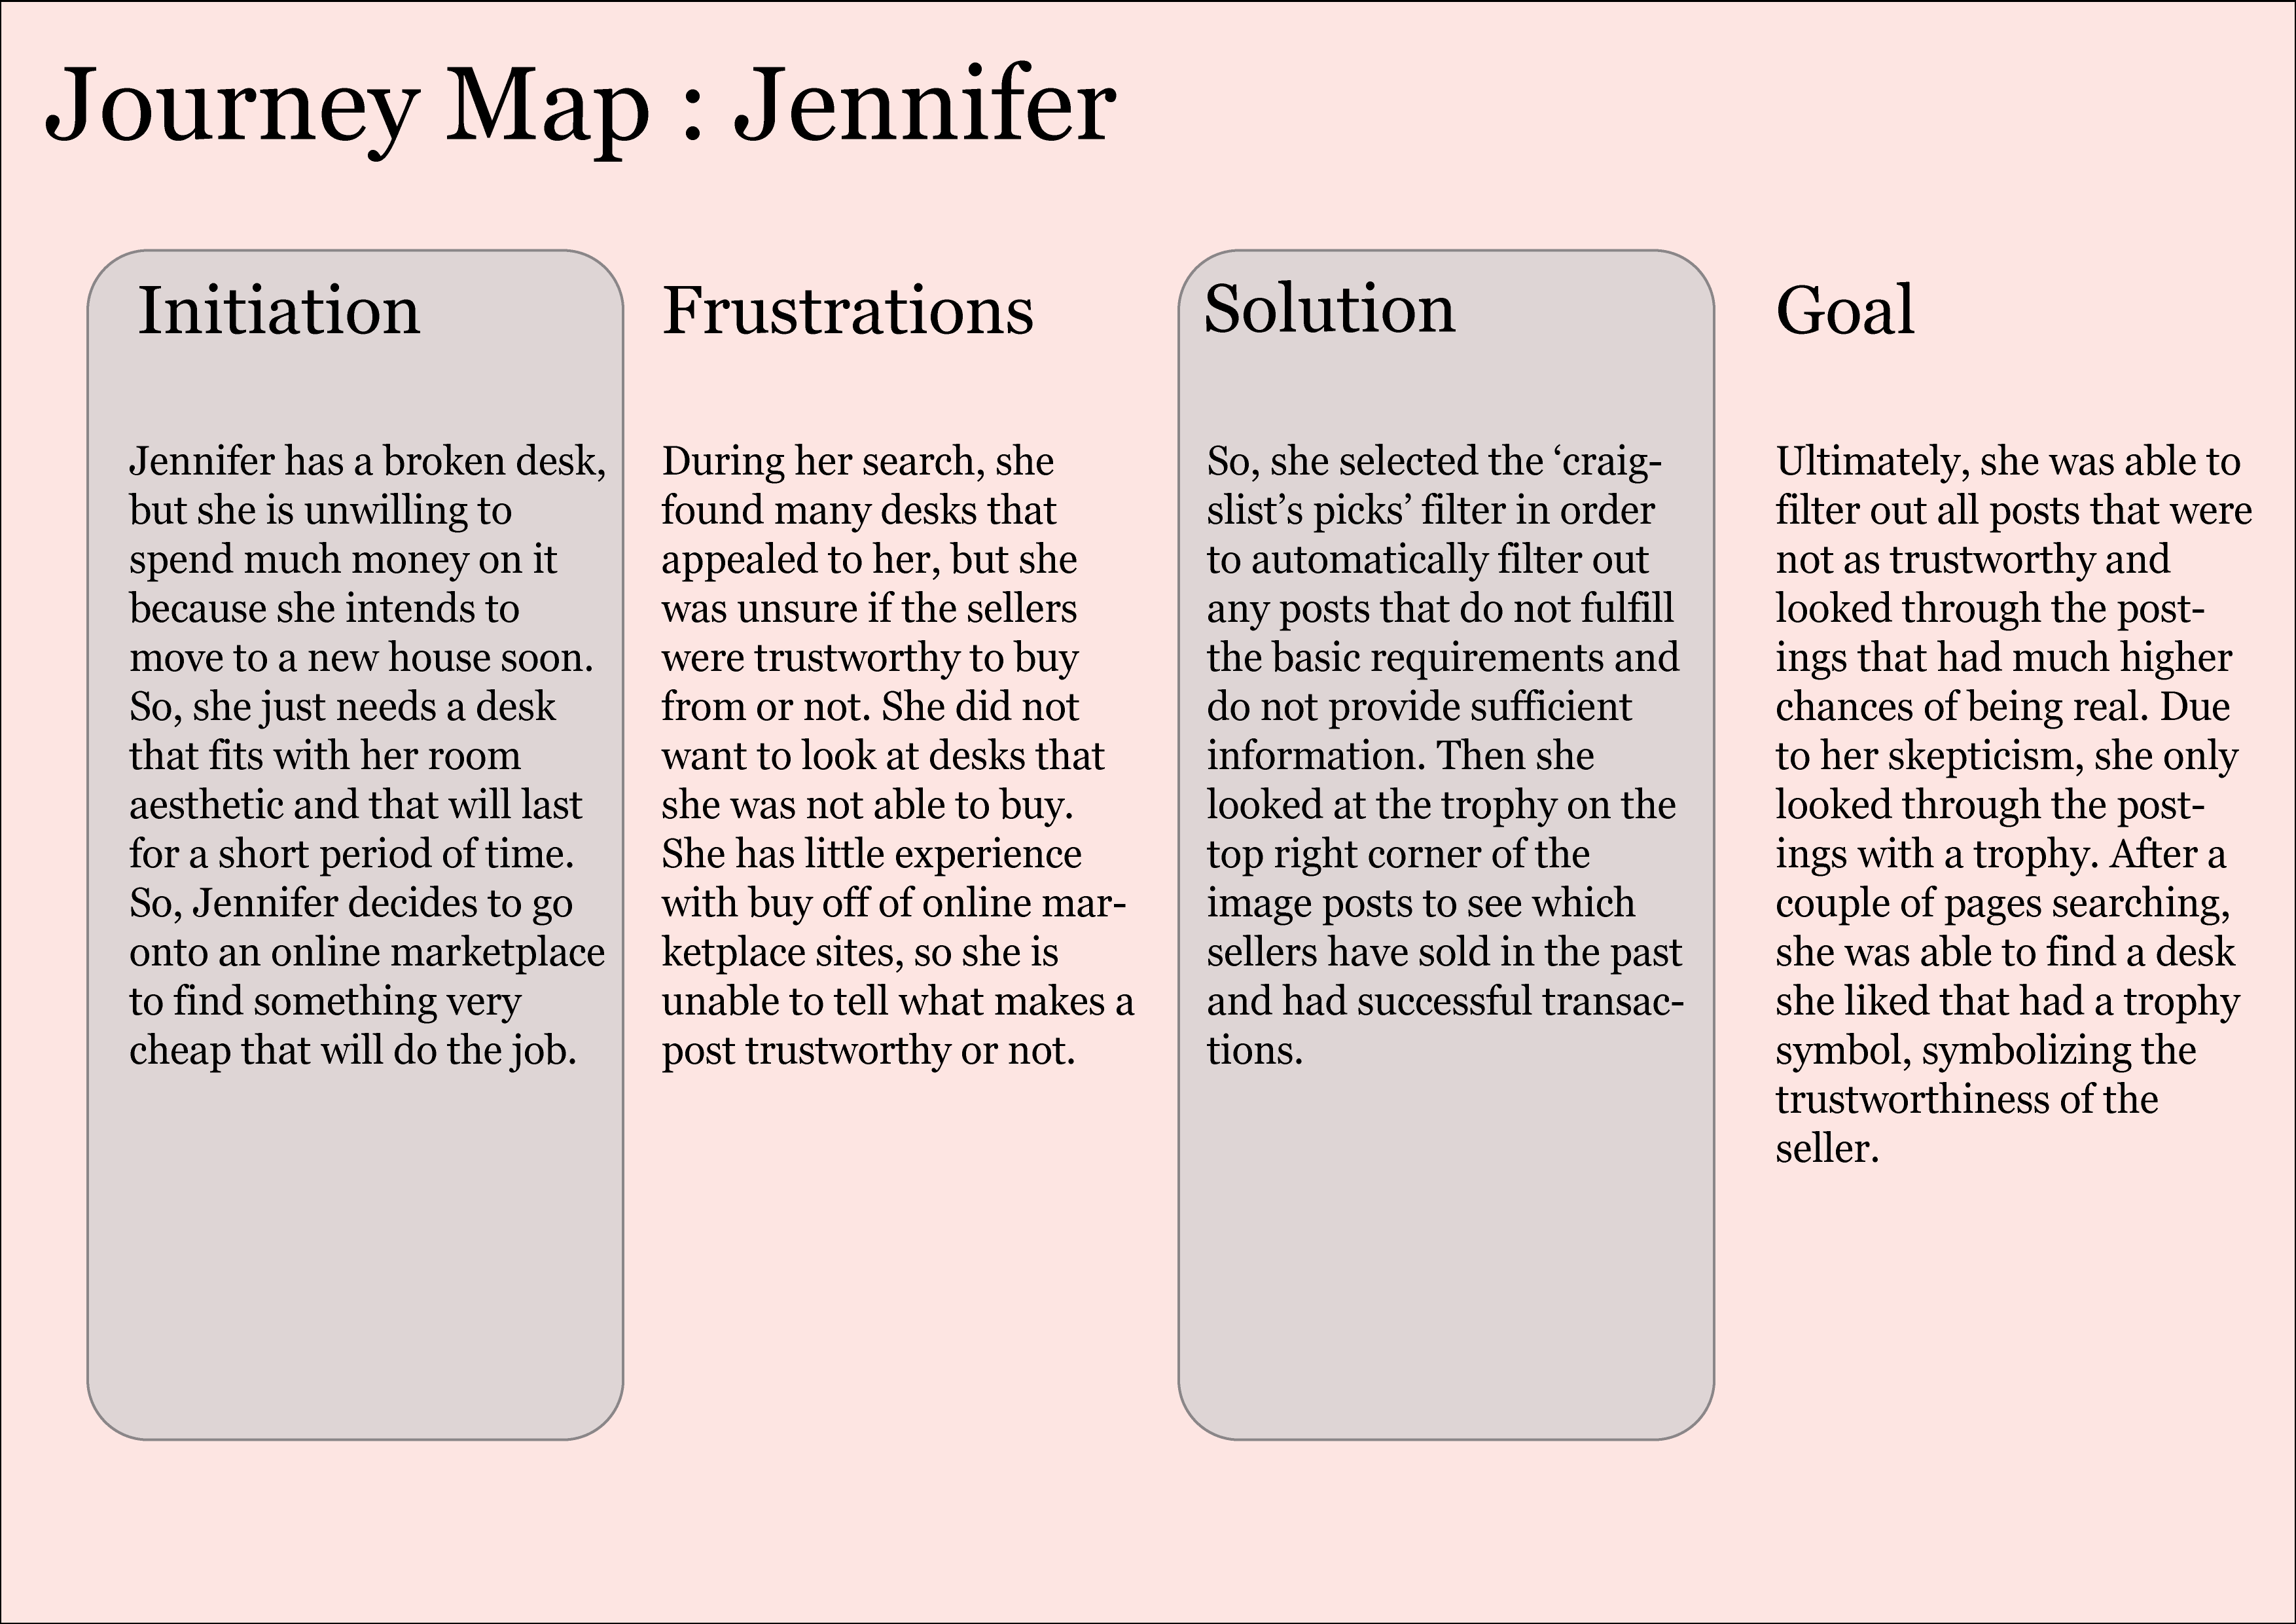 Journey Map : Jennifer
Initiation
Jennifer has a broken desk,
but she is unwilling to
spend much money on it
because she intends to
move to a new house soon.
So, she just needs a desk
that fits with her room
aesthetic and that will last
for a short period of time.
So, Jennifer decides to go
onto an online marketplace
to find something very
cheap that will do the job.
Frustrations
During her search, she
found many desks that
appealed to her, but she
was unsure if the sellers
were trustworthy to buy
from or not. She did not
want to look at desks that
she was not able to buy.
She has little experience
with buy off of online mar-
ketplace sites, so she is
unable to tell what makes a
post trustworthy or not.
Solution
So, she selected the ‘craig-
slist’s picks’ filter in order
to automatically filter out
any posts that do not fulfill
the basic requirements and
do not provide sufficient
information. Then she
looked at the trophy on the
top right corner of the
image posts to see which
sellers have sold in the past
and had successful transac-
tions.
Goal
Ultimately, she was able to
filter out all posts that were
not as trustworthy and
looked through the post-
ings that had much higher
chances of being real. Due
to her skepticism, she only
looked through the post-
ings with a trophy. After a
couple of pages searching,
she was able to find a desk
she liked that had a trophy
symbol, symbolizing the
trustworthiness of the
seller.